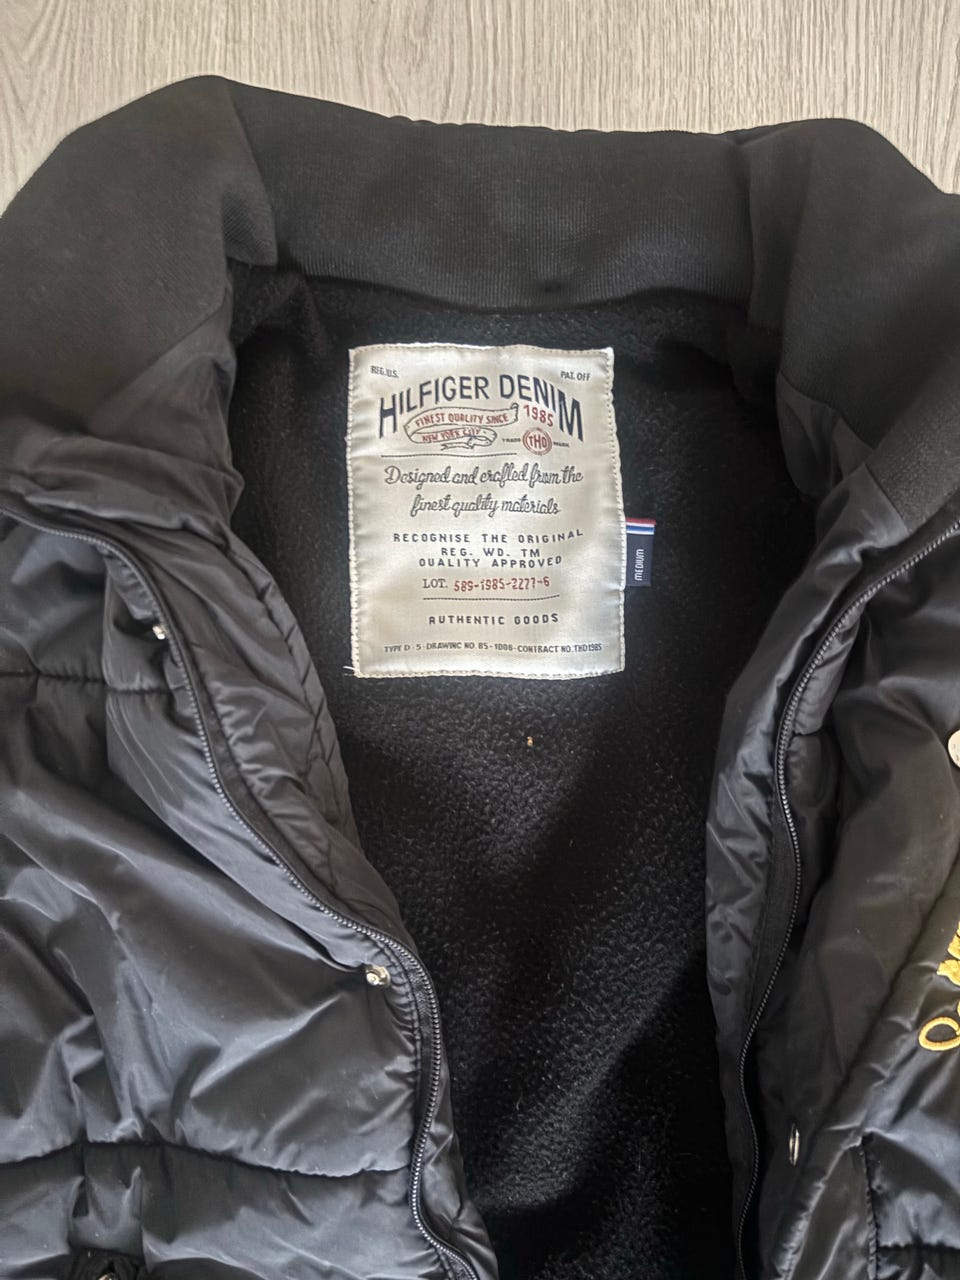 REG. U.S. PAT. OFF
HILFIGER DENIM
FINEST QUALITY SINCE 1985
NEW YORK CITY
TRADE THD MARK
Designed and crafted from the
finest quality materials
RECOGNISE THE ORIGINAL
REG. WD. TM
QUALITY APPROVED
LOT. 589-1985-2227-6
AUTHENTIC GOODS
TYPE D-5-DRAWING NO. 85-1006-CONTRACT NO. THD1985
MEDIUM